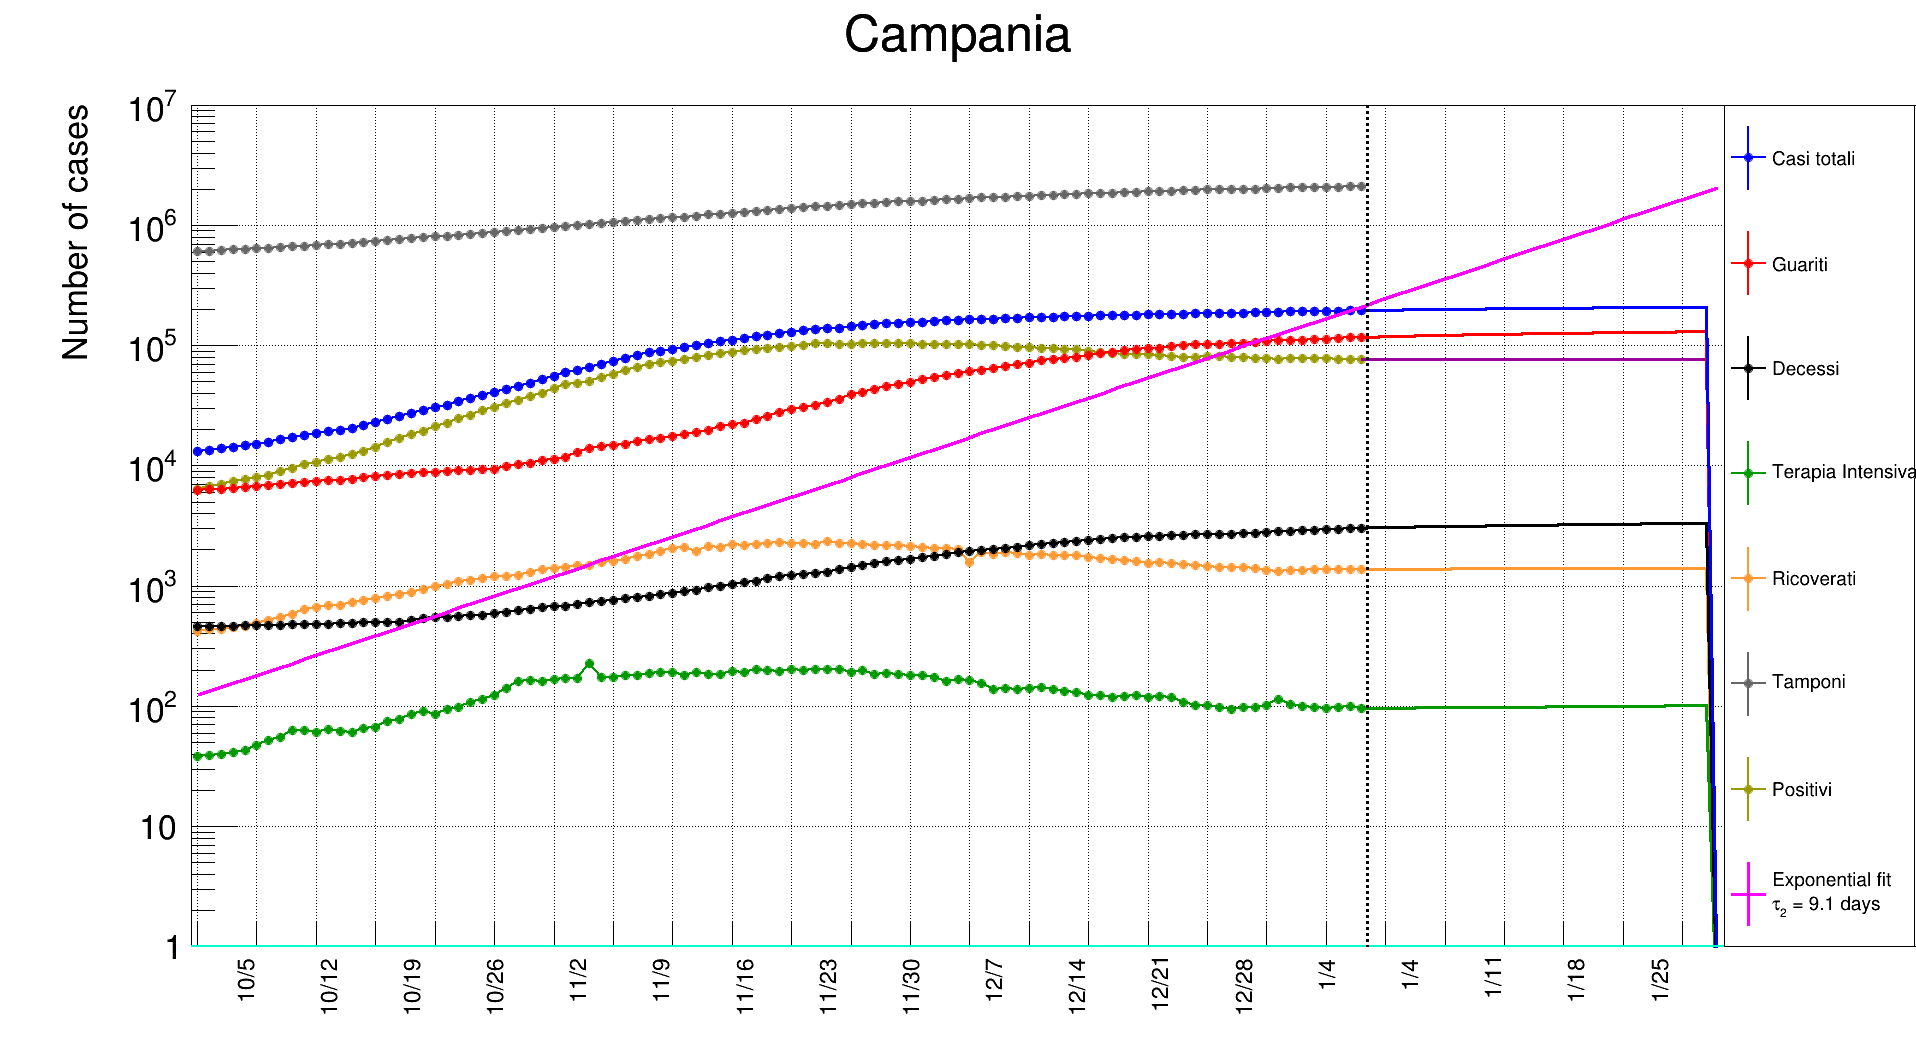 Campania
Number of cases
10^7
10^6
10^5
10^4
10^3
10^2
10
1
10/5
10/12
10/19
10/26
11/2
11/9
11/16
11/23
11/30
12/7
12/14
12/21
12/28
1/4
1/4
1/11
1/18
1/25
Casi totali
Guariti
Decessi
Terapia Intensiva
Ricoverati
Tamponi
Positivi
Exponential fit
τ_2 = 9.1 days